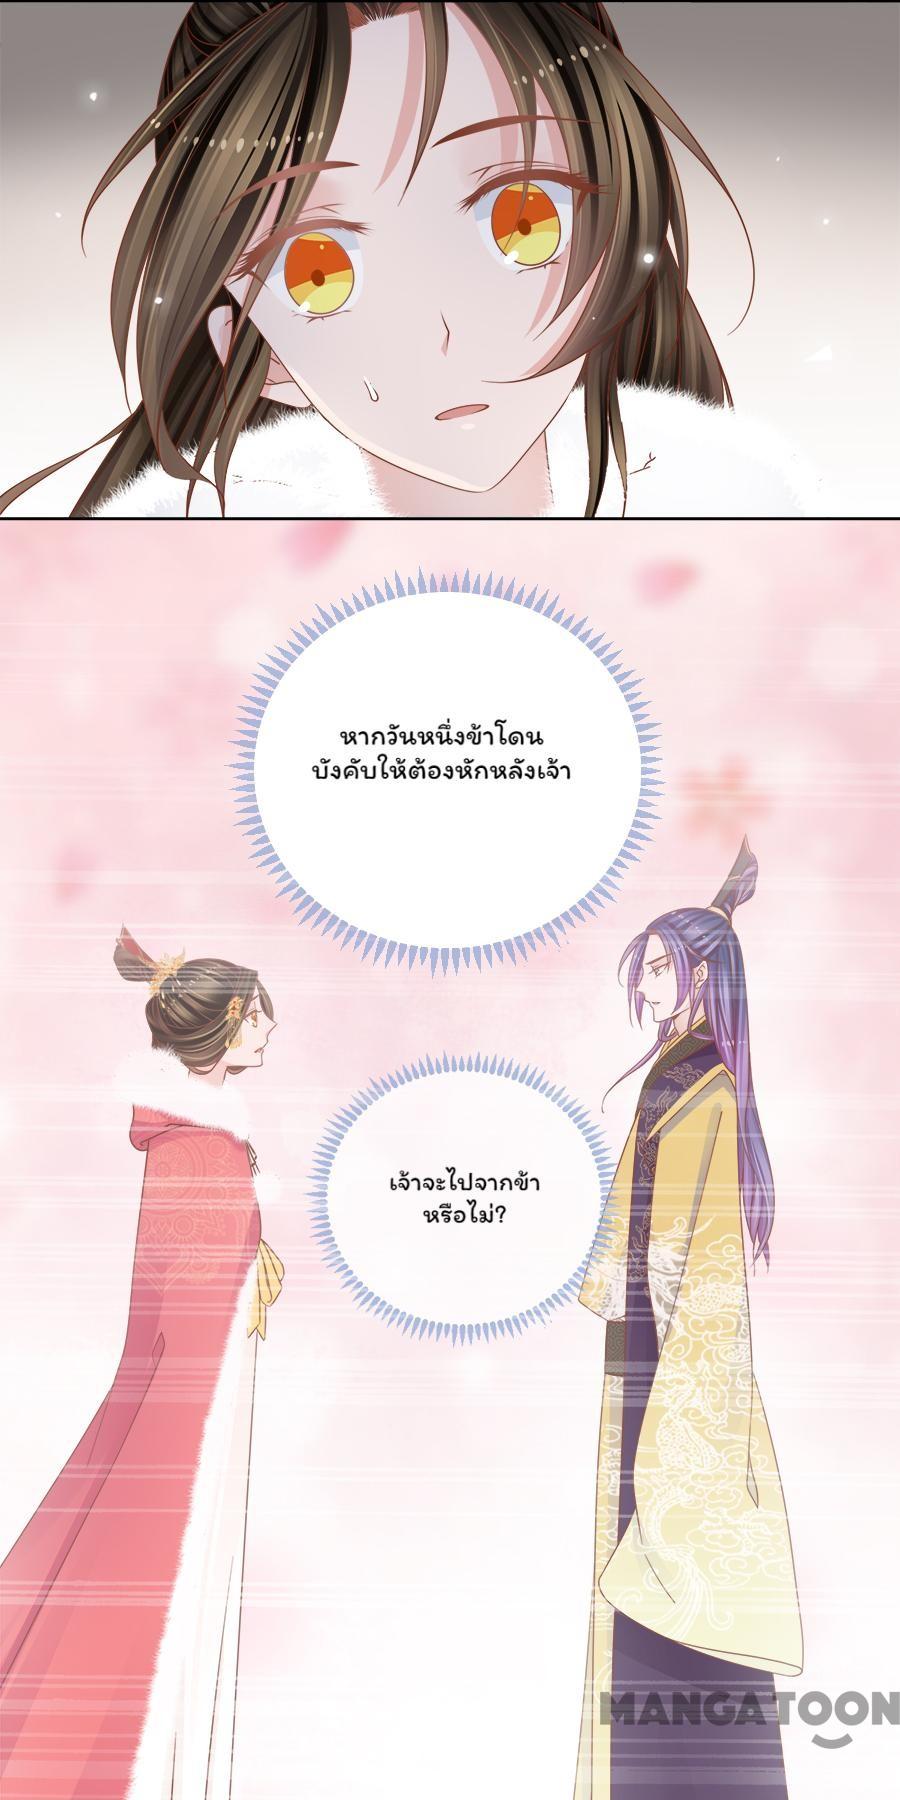 หากวันหนึ่งข้าโดน
บังคับให้ต้องหักหลังเจ้า
เจ้าจะไปจากข้า
หรือไม่?
MANGATOON